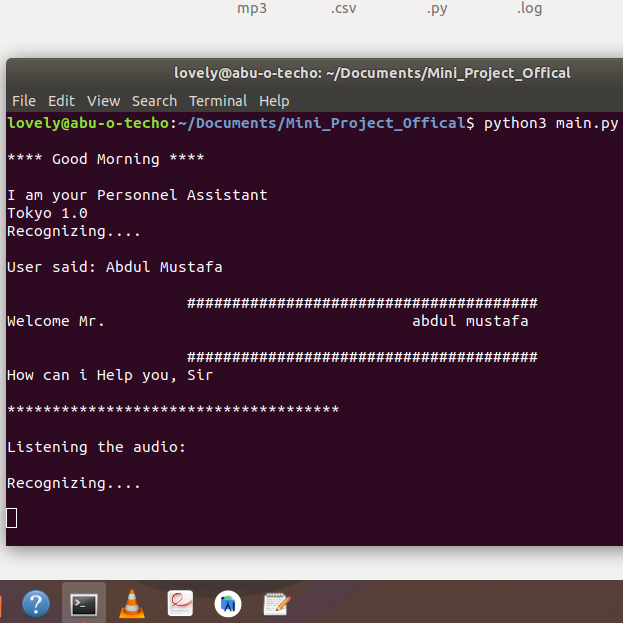 mp3 .csv .py .log
lovely@abu-o-techo: ~/Documents/Mini_Project_Offical
File Edit View Search Terminal Help
lovely@abu-o-techo:~/Documents/Mini_Project_Offical$ python3 main.py
**** Good Morning ****
I am your Personnel Assistant
Tokyo 1.0
Recognizing....
User said: Abdul Mustafa
#######################################
Welcome Mr. abdul mustafa
#######################################
How can i Help you, Sir
*************************************
Listening the audio:
Recognizing....